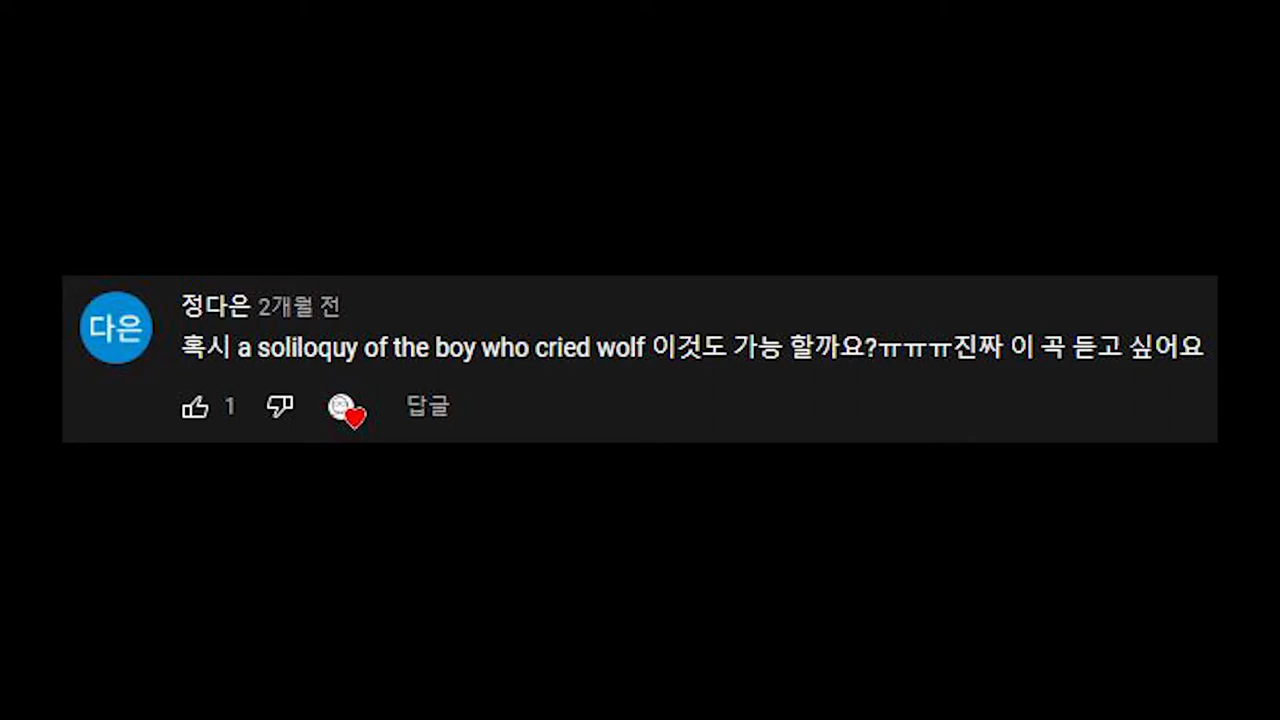 다은
정다은 2개월 전
혹시 a soliloquy of the boy who cried wolf 이것도 가능 할까요?ㅠㅠㅠ진짜 이 곡 듣고 싶어요
1
답글